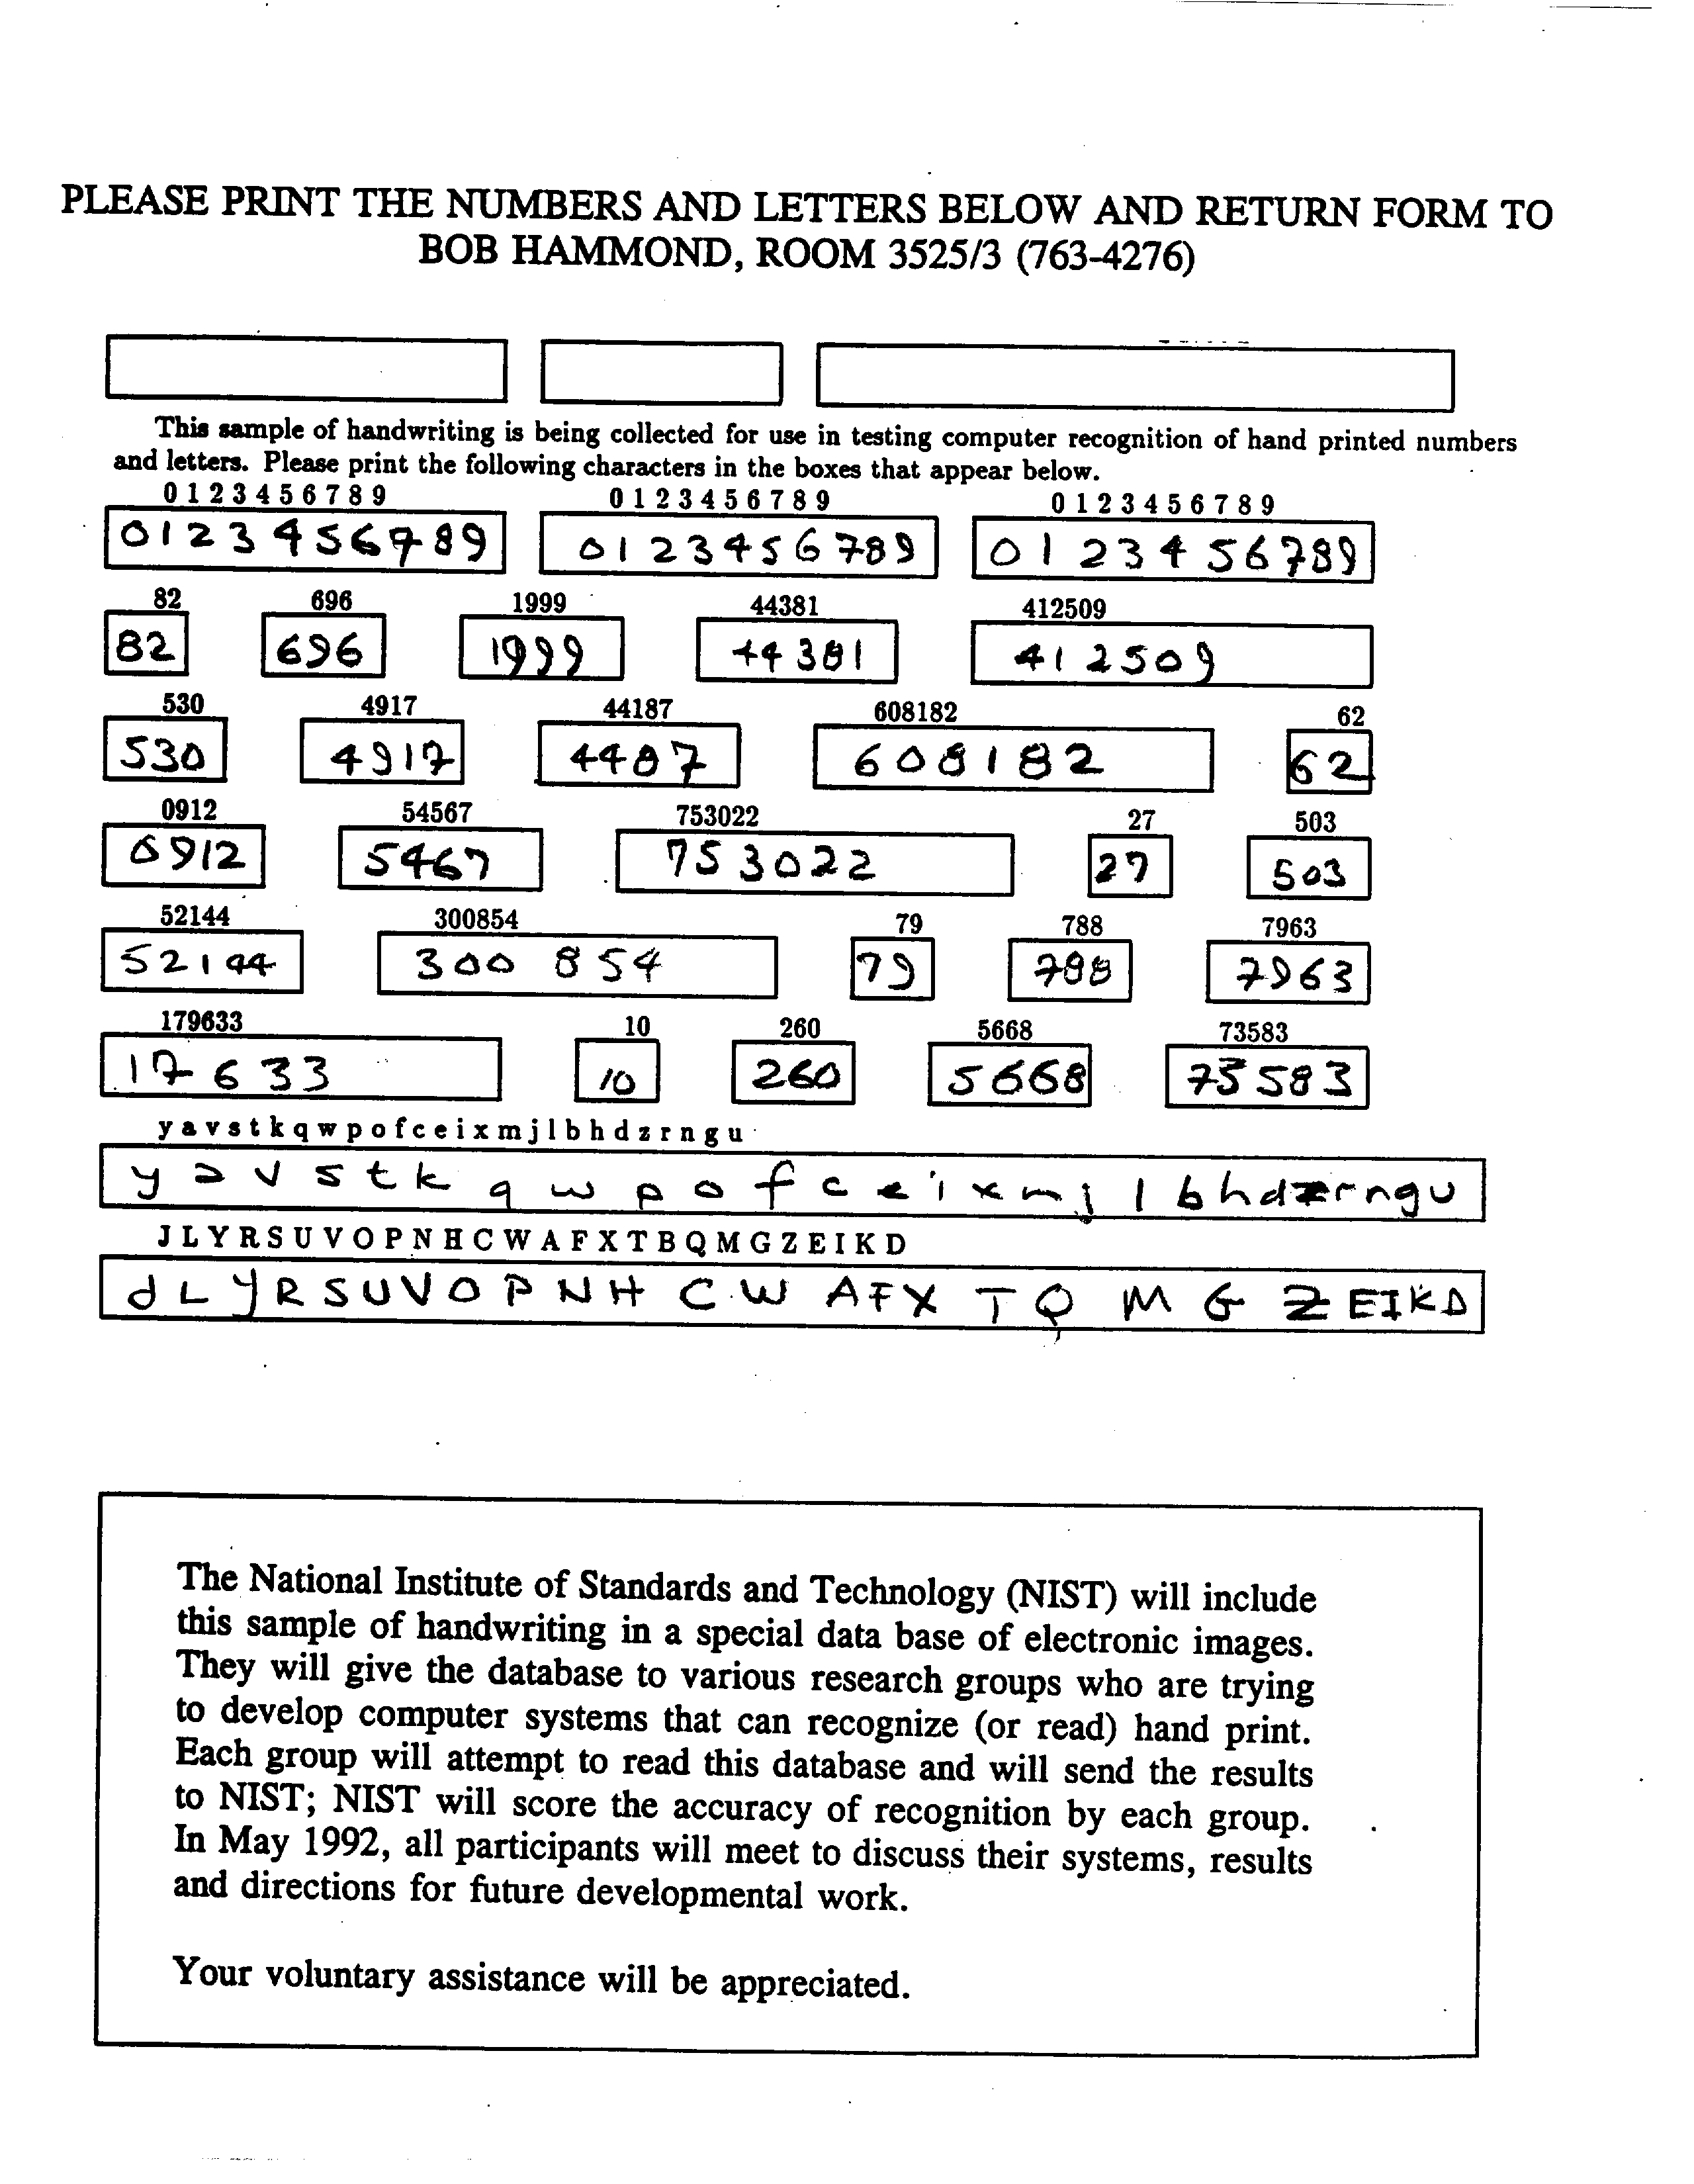 PLEASE PRINT THE NUMBERS AND LETTERS BELOW AND RETURN FORM TO
BOB HAMMOND, ROOM 3525/3 (763-4276)
This sample of handwriting is being collected for use in testing computer recognition of hand printed numbers
and letters. Please print the following characters in the boxes that appear below.
0 1 2 3 4 5 6 7 8 9 0 1 2 3 4 5 6 7 8 9 0 1 2 3 4 5 6 7 8 9
0123456789 0123456789 0123456789
82 696 1999 44381 412509
82 696 1999 44381 412509
530 4917 44187 608182 62
530 4917 4487 608182 62
0912 54567 753022 27 503
0912 5467 753022 27 503
52144 300854 79 788 7963
52144 300 854 79 788 7963
179633 10 260 5668 73583
17 633 10 260 5668 73583
y a v s t k q w p o f c e i x m j l b h d z r n g u
y a v s t k q w p o f c e i x m j l b h d z r n g u
J L Y R S U V O P N H C W A F X T B Q M G Z E I K D
J L Y R S U V O P N H C W A F X T Q M G Z E I K D
The National Institute of Standards and Technology (NIST) will include
this sample of handwriting in a special data base of electronic images.
They will give the database to various research groups who are trying
to develop computer systems that can recognize (or read) hand print.
Each group will attempt to read this database and will send the results
to NIST; NIST will score the accuracy of recognition by each group.
In May 1992, all participants will meet to discuss their systems, results
and directions for future developmental work.
Your voluntary assistance will be appreciated.